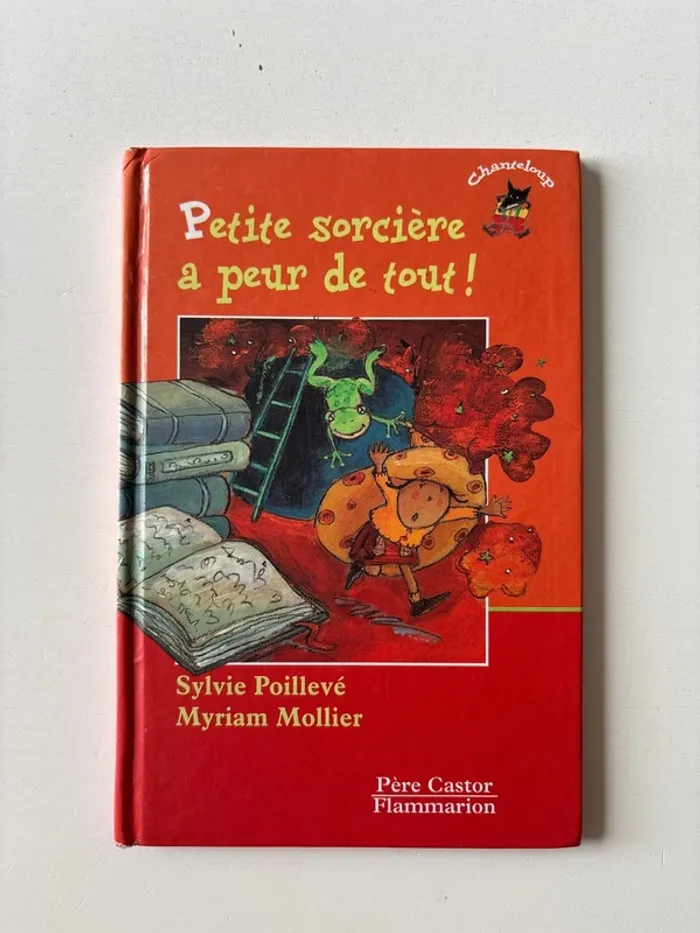 Chanteloup
Petite sorcière
a peur de tout !
Sylvie Poillevé
Myriam Mollier
Père Castor
Flammarion